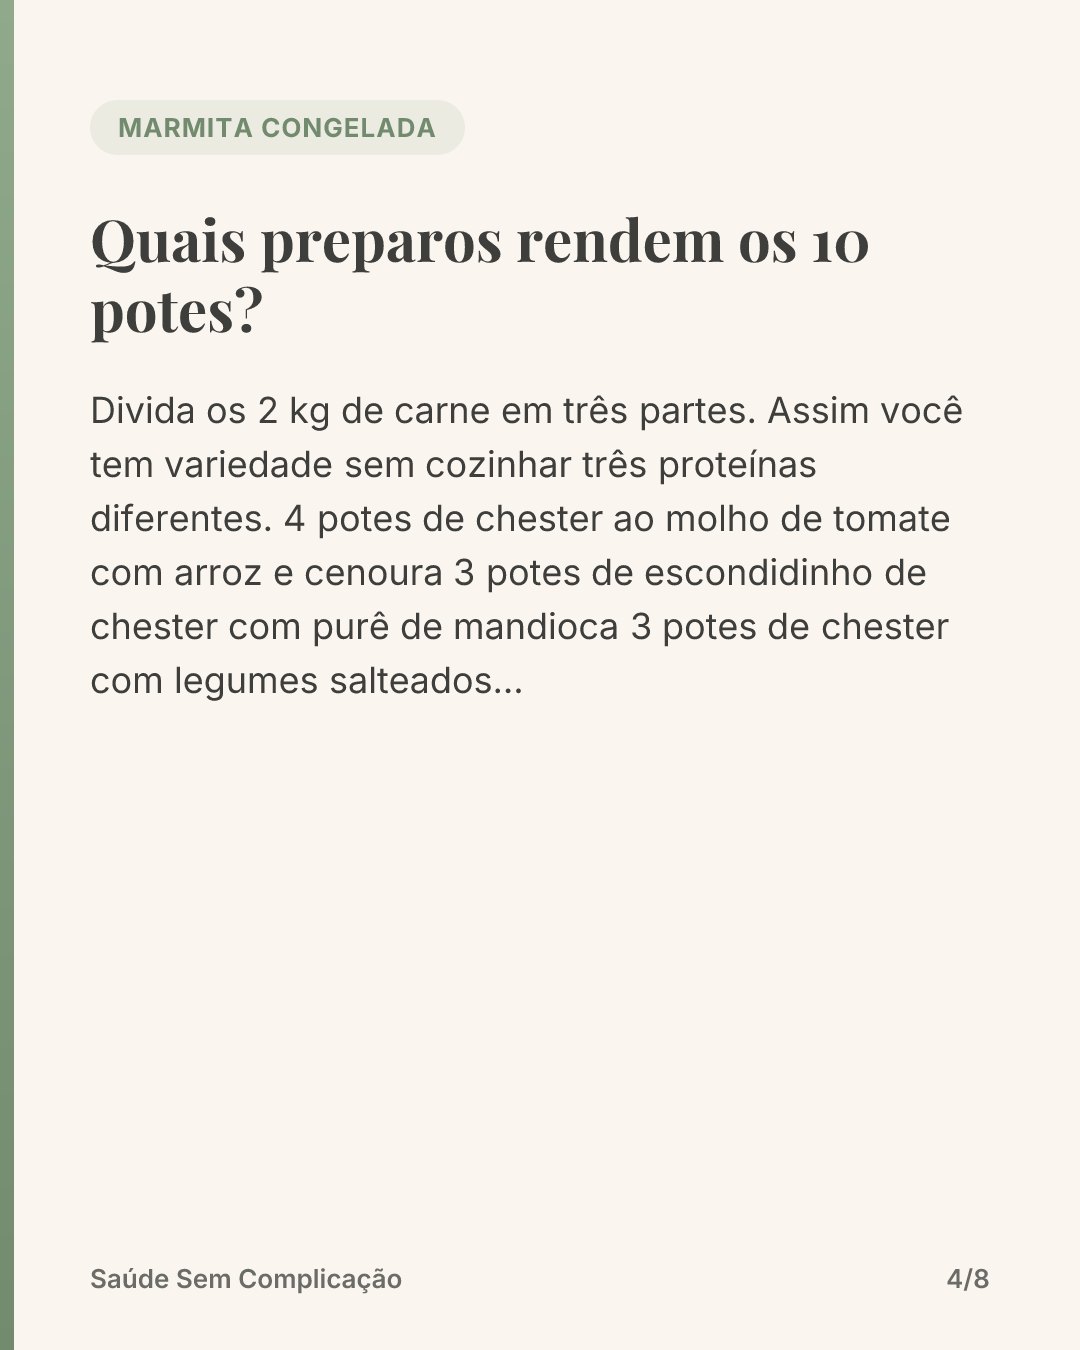 MARMITA CONGELADA
Quais preparos rendem os 10
potes?
Divida os 2 kg de carne em três partes. Assim você
tem variedade sem cozinhar três proteínas
diferentes. 4 potes de chester ao molho de tomate
com arroz e cenoura 3 potes de escondidinho de
chester com purê de mandioca 3 potes de chester
com legumes salteados...
Saúde Sem Complicação
4/8